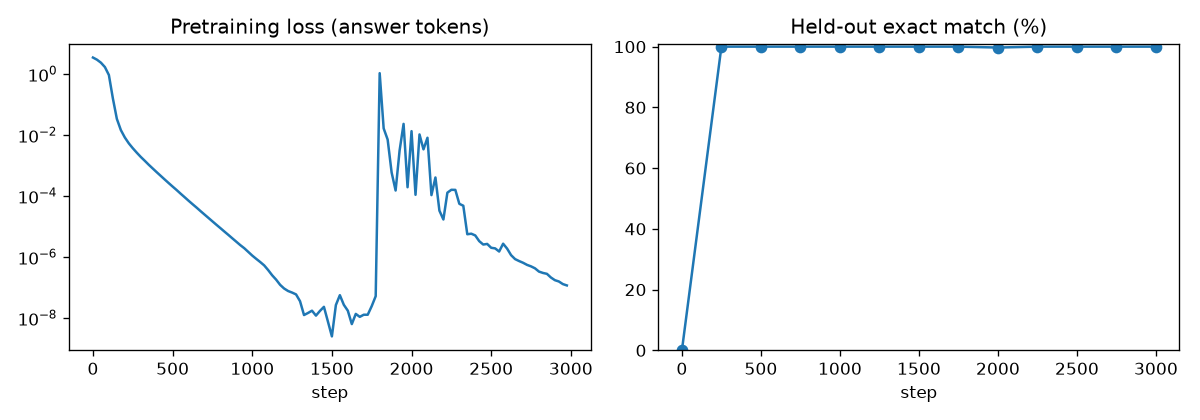 Pretraining loss (answer tokens)
10^0
10^-2
10^-4
10^-6
10^-8
0 500 1000 1500 2000 2500 3000
step
Held-out exact match (%)
100
80
60
40
20
0
0 500 1000 1500 2000 2500 3000
step